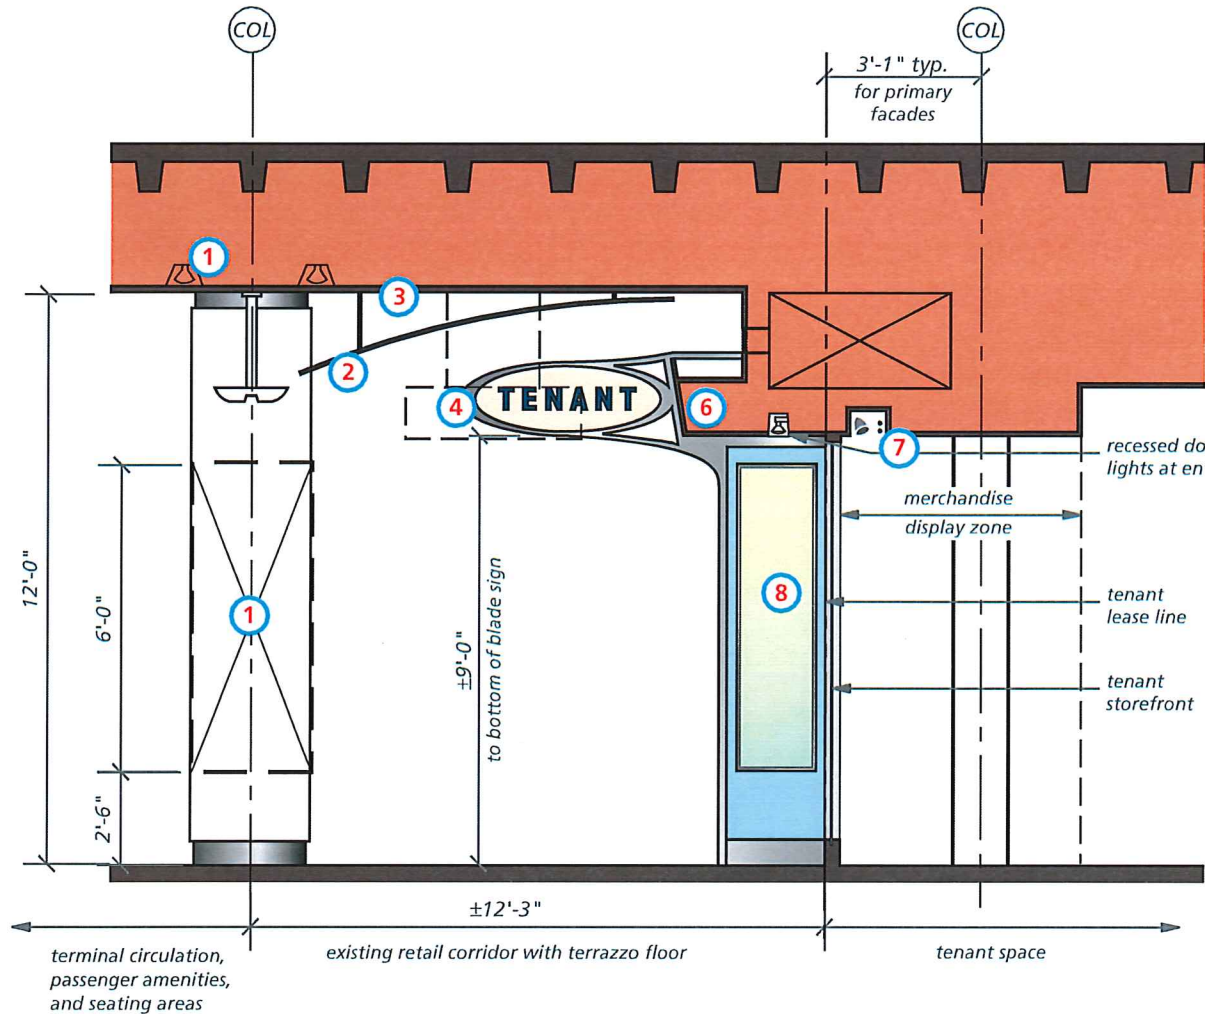 COL
COL
3'-1" typ.
for primary
facades
1
3
2
4
TENANT
6
7
recessed do
lights at en
merchandise
display zone
12'-0"
6'-0"
1
±9'-0"
to bottom of blade sign
8
tenant
lease line
tenant
storefront
2'-6"
±12'-3"
terminal circulation,
passenger amenities,
and seating areas
existing retail corridor with terrazzo floor
tenant space